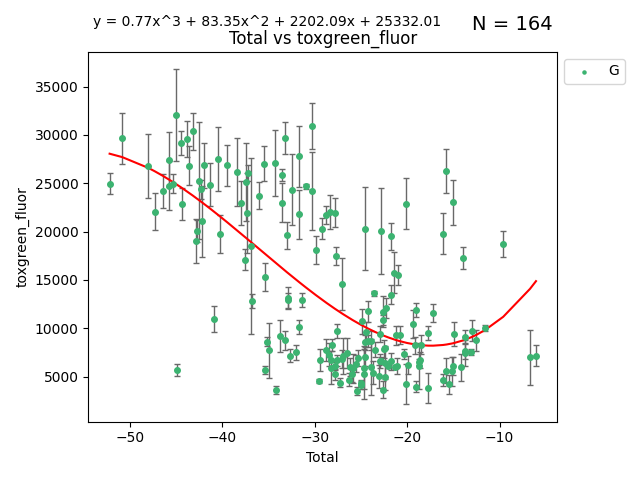 y = 0.77x^3 + 83.35x^2 + 2202.09x + 25332.01
N = 164
Total vs toxgreen_fluor
G
toxgreen_fluor
35000
30000
25000
20000
15000
10000
5000
−50
−40
−30
−20
−10
Total